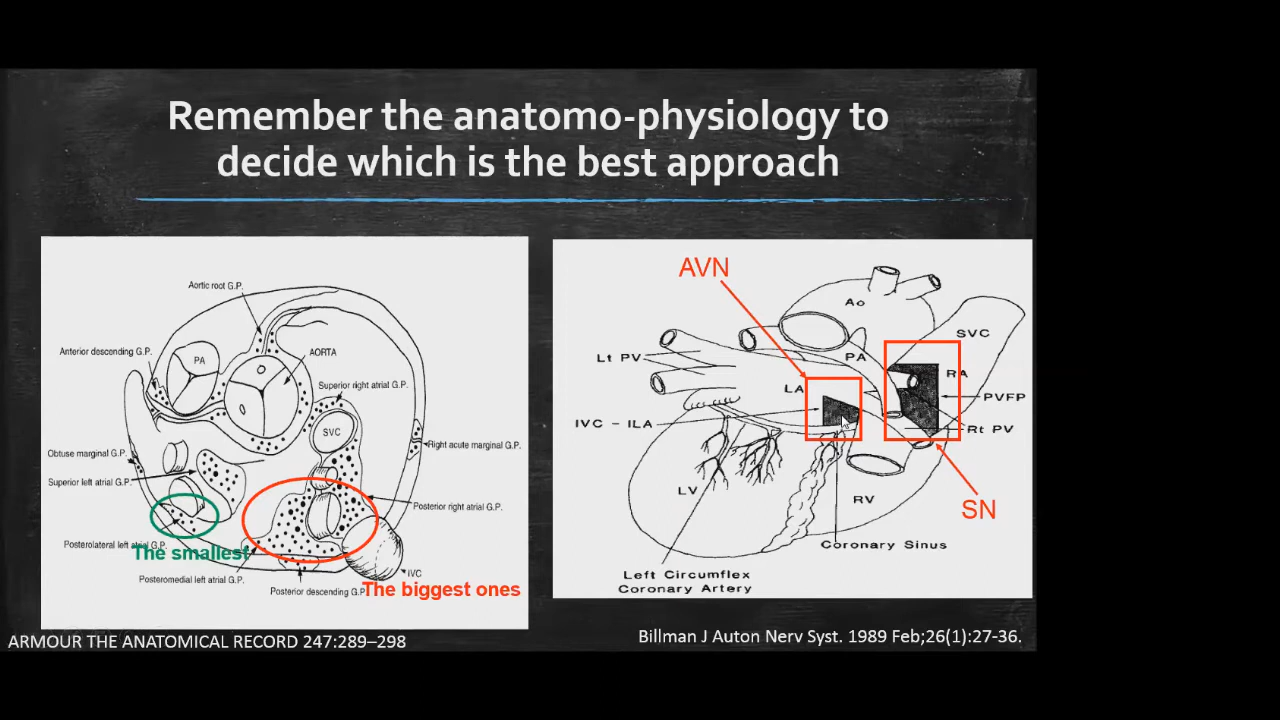 Remember the anatomo-physiology to
decide which is the best approach
Aortic root G.P.
Anterior descending G.P.
PA
AORTA
Superior right atrial G.P.
SVC
Right acute marginal G.P.
Obtuse marginal G.P.
Superior left atrial G.P.
Posterior right atrial G.P.
Posterolateral left atrial G.P.
The smallest
Posteromedial left atrial G.P.
IVC
Posterior descending G.P.
The biggest ones
ARMOUR THE ANATOMICAL RECORD 247:289–298
AVN
Ao
SVC
Lt PV
PA
RA
LA
PVFP
IVC - ILA
Rt PV
LV
RV
SN
Coronary Sinus
Left Circumflex
Coronary Artery
Billman J Auton Nerv Syst. 1989 Feb;26(1):27-36.